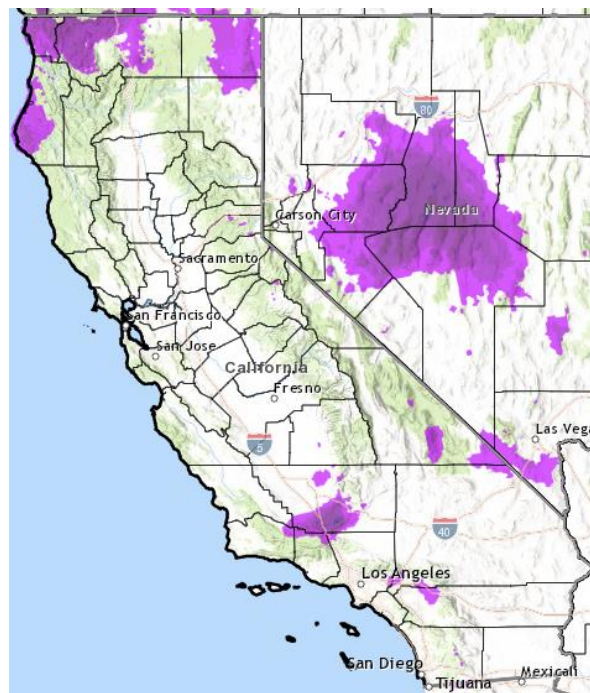 80
Nevada
Carson City
Sacramento
San Francisco
San Jose
California
Fresno
5
Las Vega
40
Los Angeles
San Diego
Mexicali
Tijuana